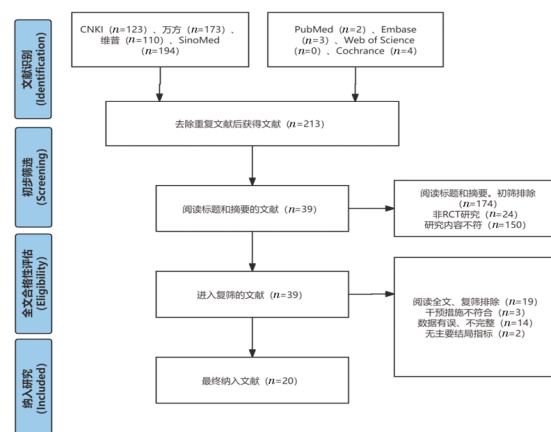 CNKI（n=123）、万方（n=173）、
维普（n=110）、SinoMed
（n=194）
PubMed（n=2）、Embase
（n=3）、Web of Science
（n=0）、Cochrance（n=4）
文献识别
(Identification)
去除重复文献后获得文献（n=213）
初步筛选
(Screening)
阅读标题和摘要的文献（n=39）
阅读标题和摘要。初筛排除
（n=174）
非RCT研究（n=24）
研究内容不符（n=150）
全文合格性评估
(Eligibility)
进入复筛的文献（n=39）
阅读全文、复筛排除（n=19）
干预措施不符合（n=3）
数据有误、不完整（n=14）
无主要结局指标（n=2）
纳入研究
(Included)
最终纳入文献（n=20）